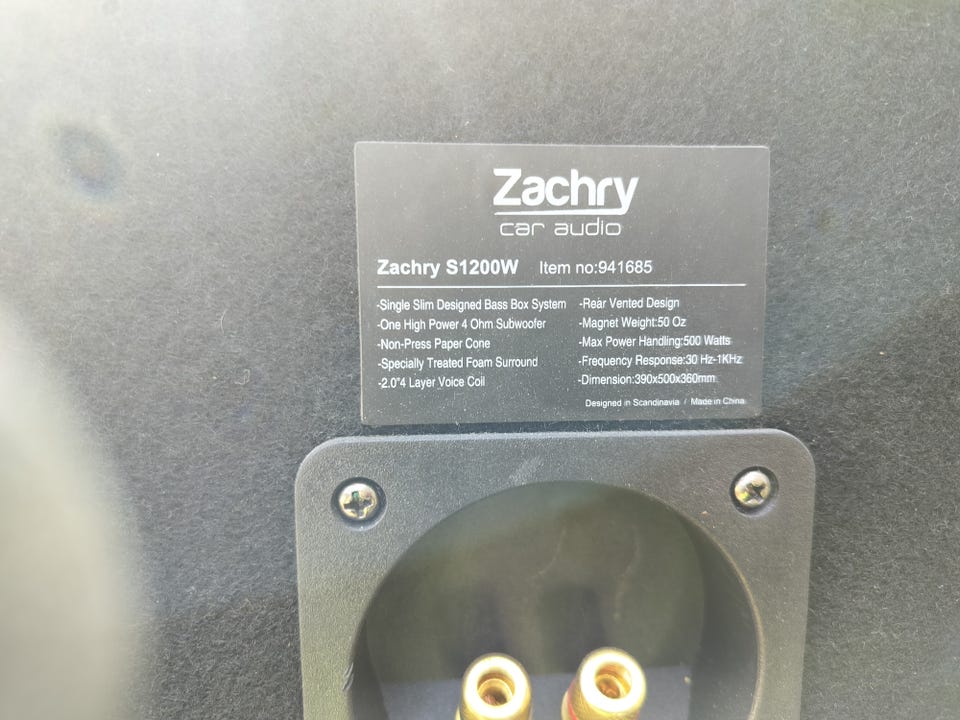 Zachry
car audio
Zachry S1200W Item no:941685
-Single Slim Designed Bass Box System
-One High Power 4 Ohm Subwoofer
-Non-Press Paper Cone
-Specially Treated Foam Surround
-2.0"4 Layer Voice Coil
-Rear Vented Design
-Magnet Weight:50 Oz
-Max Power Handling:500 Watts
-Frequency Response:30 Hz-1KHz
-Dimension:390x500x360mm
Designed in Scandinavia / Made in China